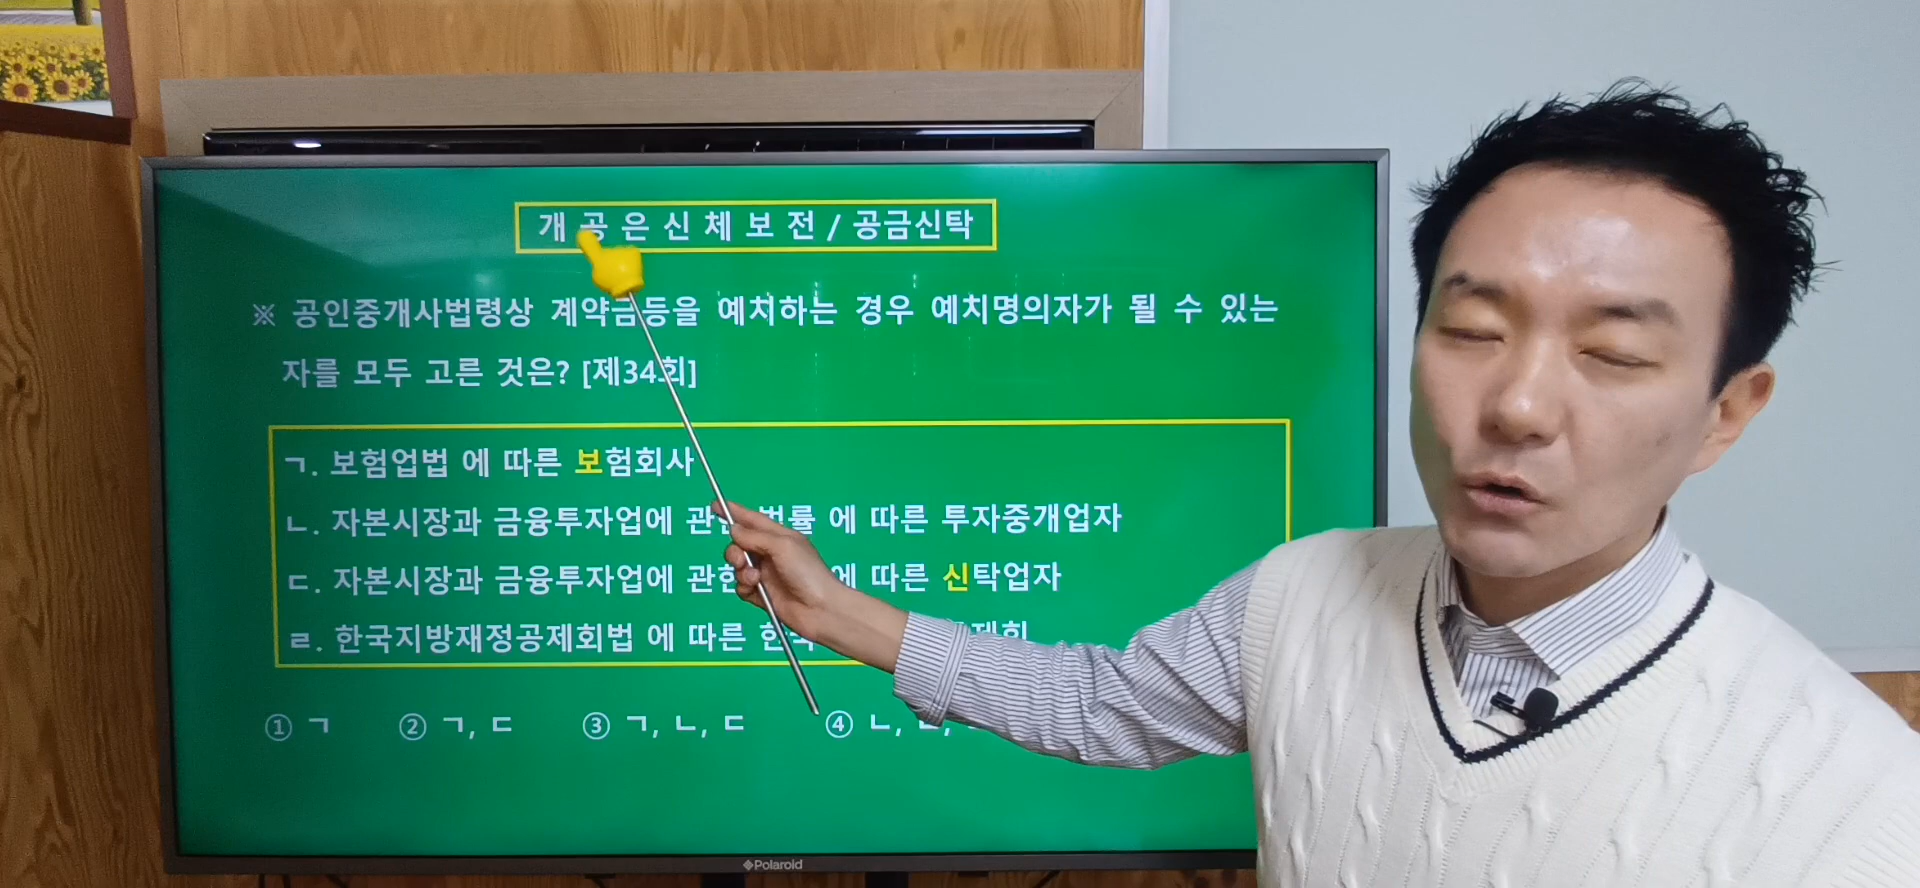 개 공 은 신 체 보 전 / 공급신탁
※ 공인중개사법령상 계약금등을 예치하는 경우 예치명의자가 될 수 있는
자를 모두 고른 것은? [제34회]
ㄱ. 보험업법 에 따른 보험회사
ㄴ. 자본시장과 금융투자업에 관한 법률 에 따른 투자중개업자
ㄷ. 자본시장과 금융투자업에 관한 에 따른 신탁업자
ㄹ. 한국지방재정공제회법 에 따른
① ㄱ ② ㄱ, ㄷ ③ ㄱ, ㄴ, ㄷ ④ ㄴ,
Polaroid